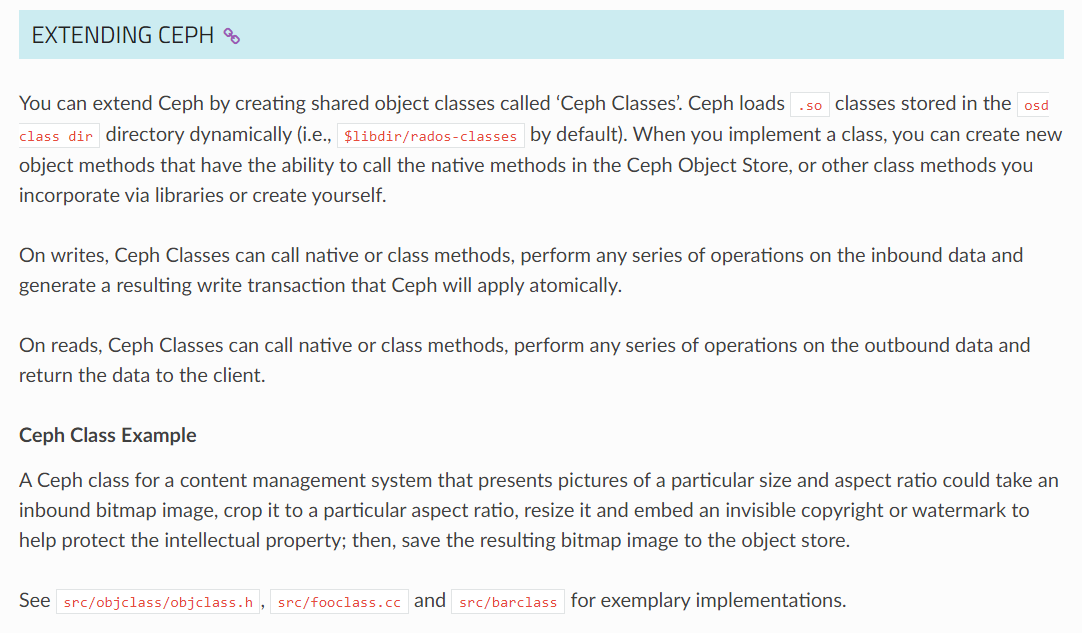 EXTENDING CEPH
You can extend Ceph by creating shared object classes called ‘Ceph Classes’. Ceph loads .so classes stored in the osd
class dir directory dynamically (i.e., $libdir/rados-classes by default). When you implement a class, you can create new
object methods that have the ability to call the native methods in the Ceph Object Store, or other class methods you
incorporate via libraries or create yourself.
On writes, Ceph Classes can call native or class methods, perform any series of operations on the inbound data and
generate a resulting write transaction that Ceph will apply atomically.
On reads, Ceph Classes can call native or class methods, perform any series of operations on the outbound data and
return the data to the client.
Ceph Class Example
A Ceph class for a content management system that presents pictures of a particular size and aspect ratio could take an
inbound bitmap image, crop it to a particular aspect ratio, resize it and embed an invisible copyright or watermark to
help protect the intellectual property; then, save the resulting bitmap image to the object store.
See src/objclass/objclass.h, src/fooclass.cc and src/barclass for exemplary implementations.